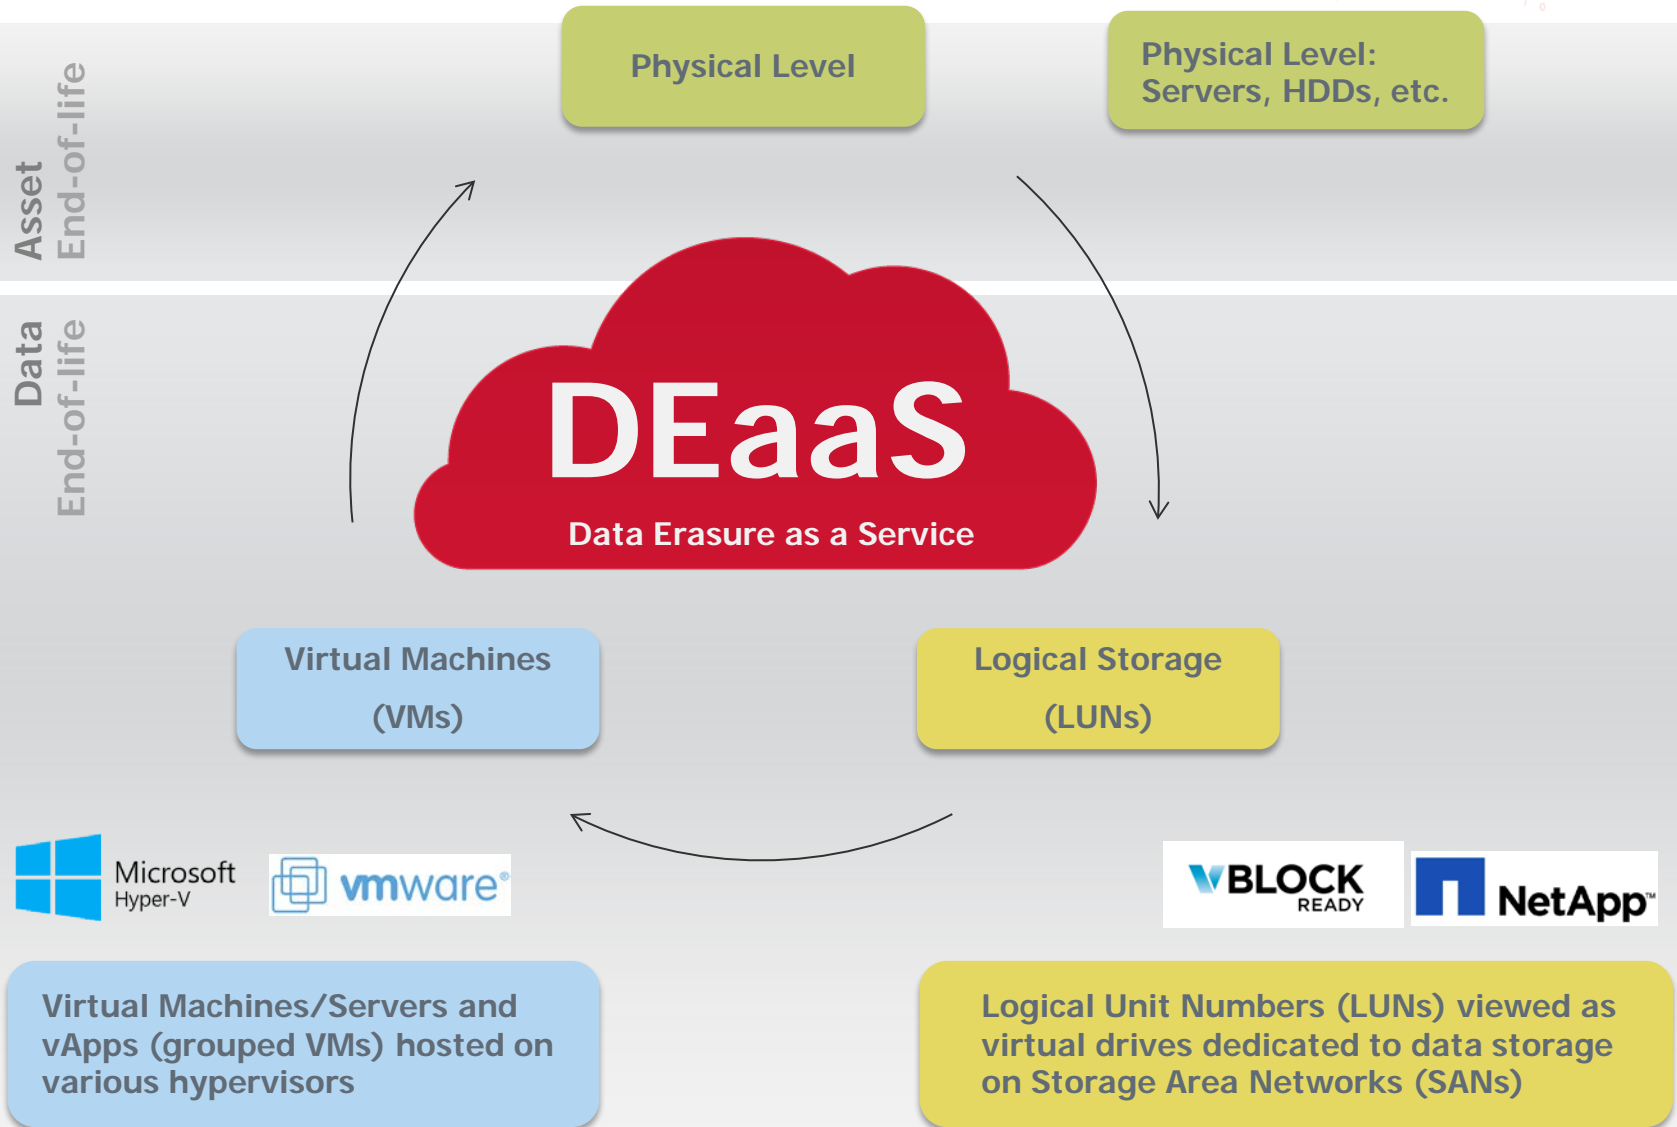 Physical Level
Physical Level:
Servers, HDDs, etc.
Asset
End-of-life
Data
End-of-life
DEaaS
Data Erasure as a Service
Virtual Machines
(VMs)
Logical Storage
(LUNs)
Microsoft
Hyper-V
vmware®
VBLOCK
READY
NetApp™
Virtual Machines/Servers and
vApps (grouped VMs) hosted on
various hypervisors
Logical Unit Numbers (LUNs) viewed as
virtual drives dedicated to data storage
on Storage Area Networks (SANs)